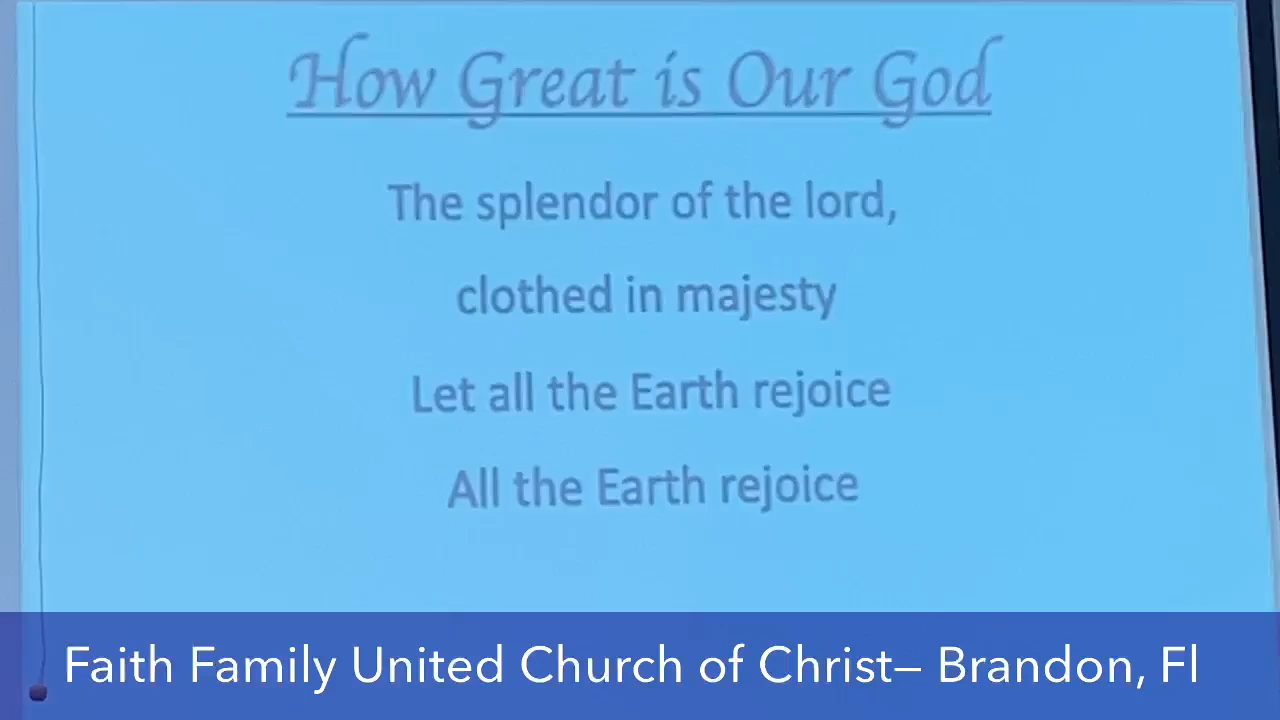 How Great is Our God
The splendor of the lord,
clothed in majesty
Let all the Earth rejoice
All the Earth rejoice
Faith Family United Church of Christ– Brandon, Fl